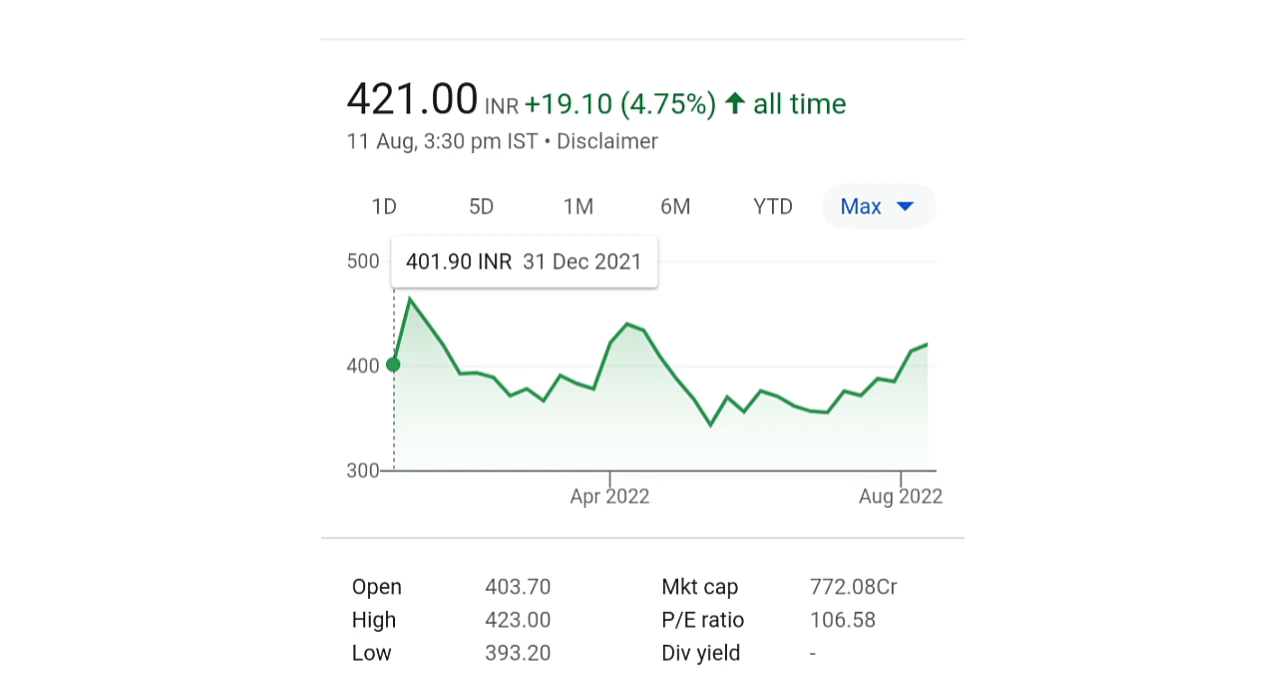 421.00 INR +19.10 (4.75%) ↑ all time
11 Aug, 3:30 pm IST • Disclaimer
1D 5D 1M 6M YTD Max
500
401.90 INR 31 Dec 2021
400
300
Apr 2022 Aug 2022
Open 403.70 Mkt cap 772.08Cr
High 423.00 P/E ratio 106.58
Low 393.20 Div yield -